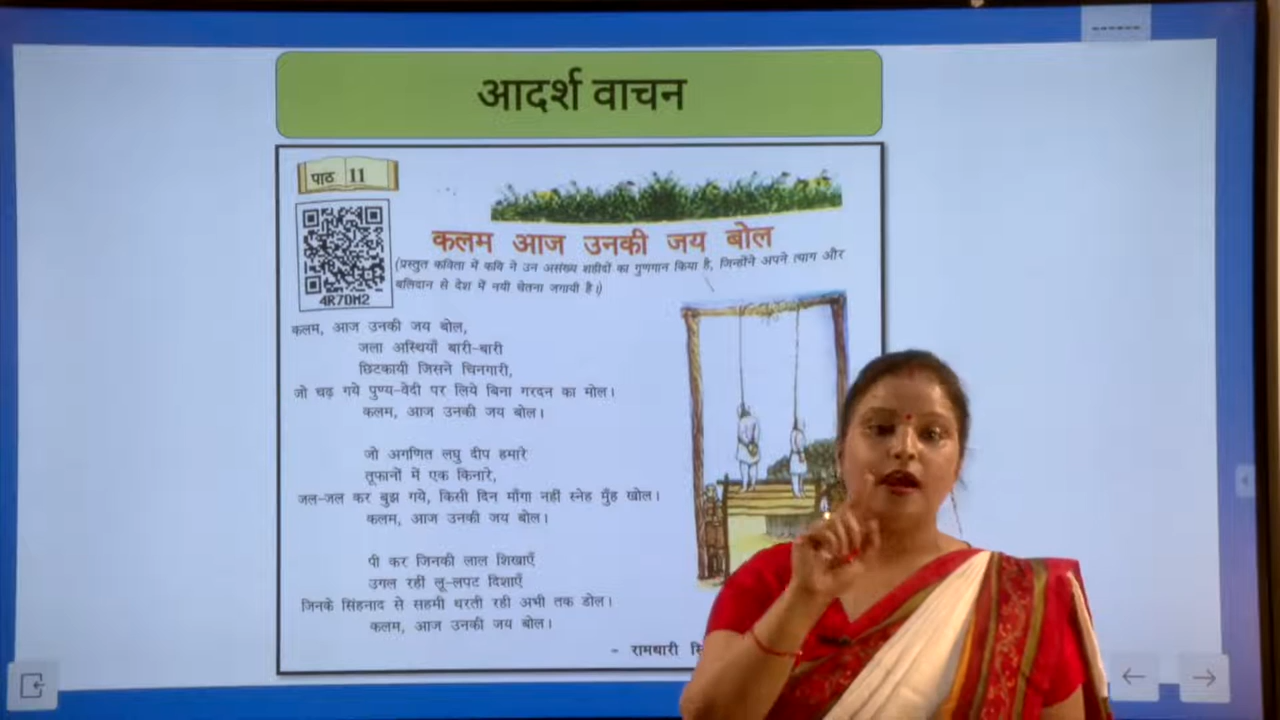 आदर्श वाचन
पाठ 11
4R7DH2
कलम आज उनकी जय बोल
(प्रस्तुत कविता में कवि ने उन असंख्य शहीदों का गुणगान किया है, जिन्होंने अपने त्याग और
बलिदान से देश में नयी चेतना जगायी है।)
कलम, आज उनकी जय बोल,
जला अस्थियाँ बारी-बारी
छिटकायी जिसने चिनगारी,
जो चढ़ गये पुण्य-वेदी पर लिये बिना गरदन का मोल।
कलम, आज उनकी जय बोल।
जो अगणित लघु दीप हमारे
तूफानों में एक किनारे,
जल-जल कर बुझ गये, किसी दिन माँगा नहीं स्नेह मुँह खोल।
कलम, आज उनकी जय बोल।
पी कर जिनकी लाल शिखाएँ
उगल रहीं लू-लपट दिशाएँ
जिनके सिंहनाद से सहमी धरती रही अभी तक डोल।
कलम, आज उनकी जय बोल।
- रामधारी